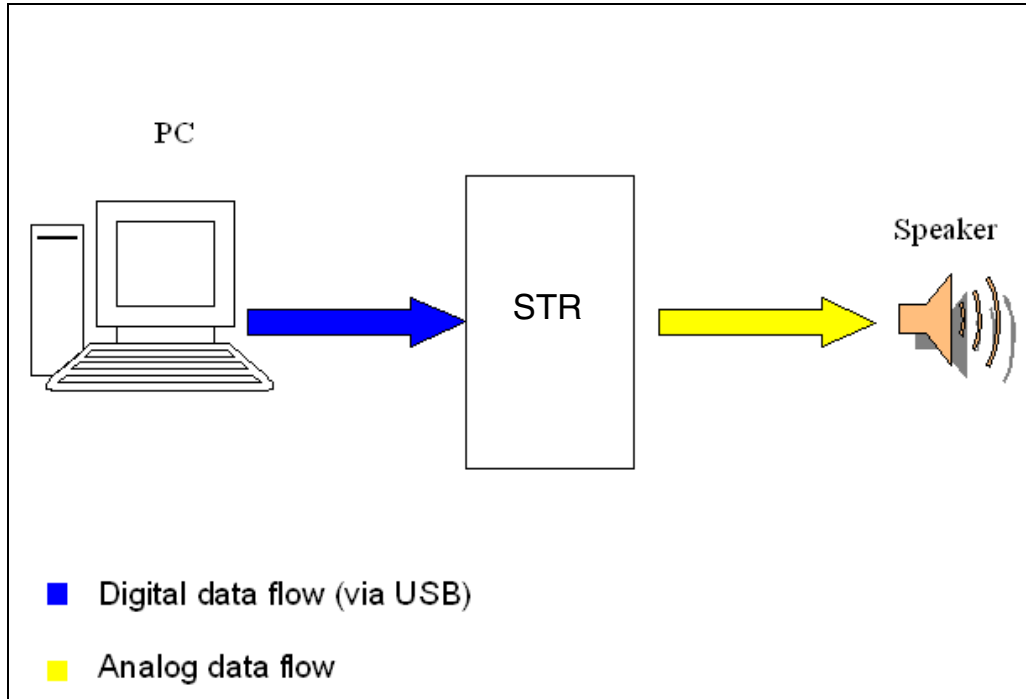 PC
STR
Speaker
Digital data flow (via USB)
Analog data flow